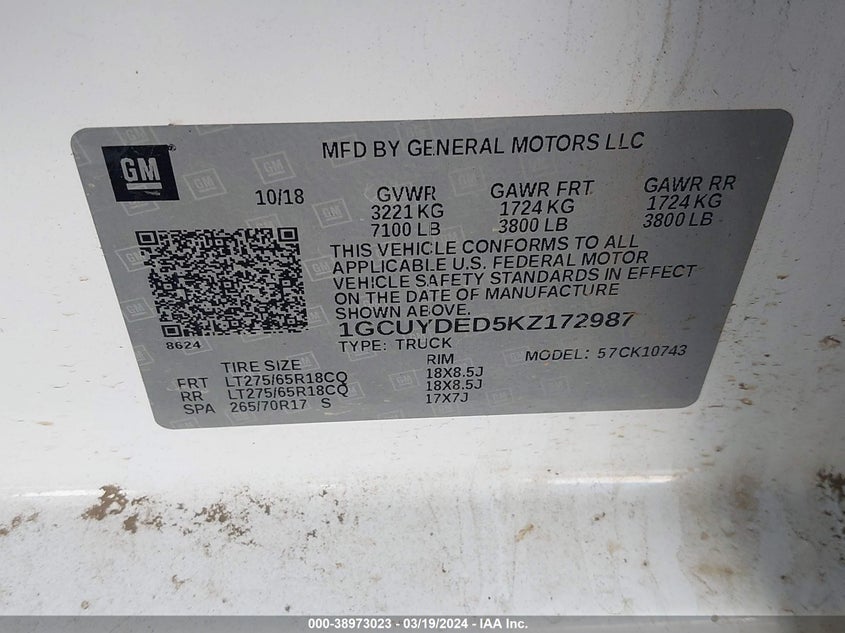 GM
MFD BY GENERAL MOTORS LLC
10/18 GVWR GAWR FRT GAWR RR
3221 KG 1724 KG 1724 KG
7100 LB 3800 LB 3800 LB
THIS VEHICLE CONFORMS TO ALL
APPLICABLE U.S. FEDERAL MOTOR
VEHICLE SAFETY STANDARDS IN EFFECT
ON THE DATE OF MANUFACTURE
SHOWN ABOVE.
8624
1GCUYDED5KZ172987
TYPE: TRUCK MODEL: 57CK10743
TIRE SIZE RIM
FRT LT275/65R18CQ 18X8.5J
RR LT275/65R18CQ 18X8.5J
SPA 265/70R17 S 17X7J
000-38973023 - 03/19/2024 - IAA Inc.